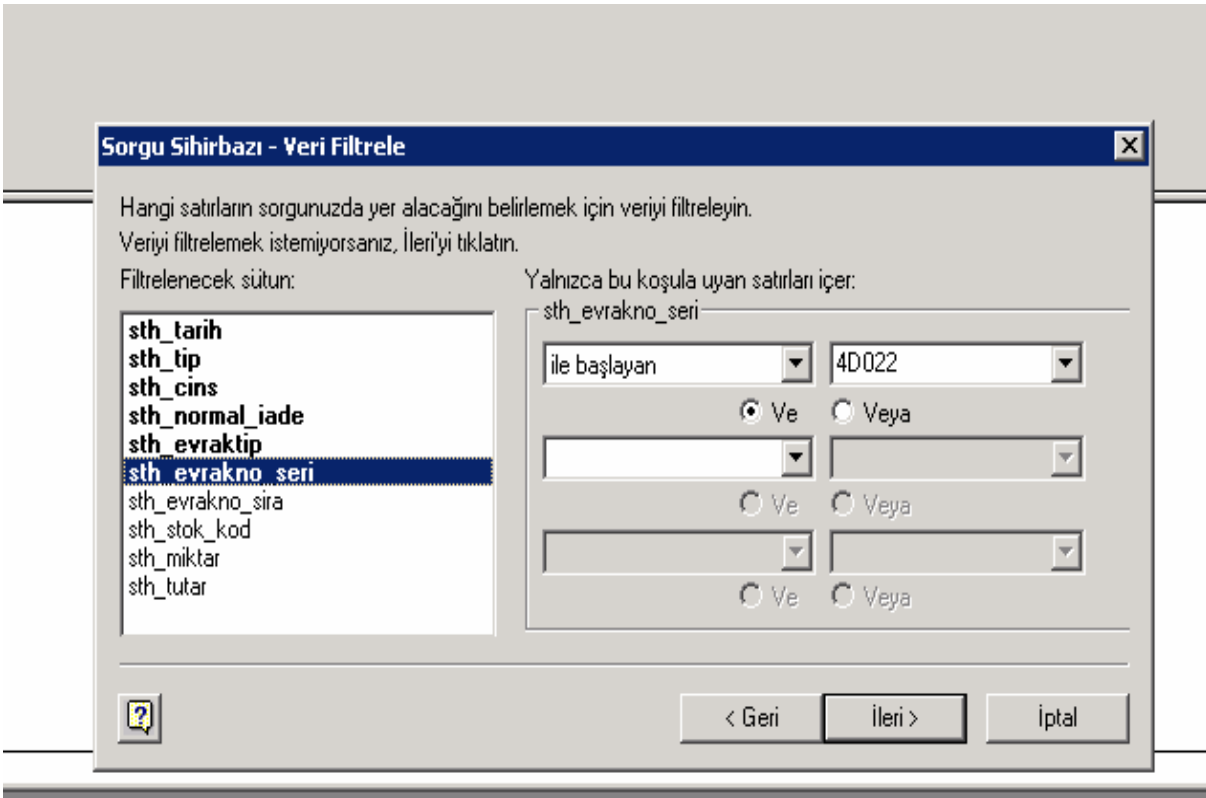 Sorgu Sihirbazı - Veri Filtrele
Hangi satırların sorgunuzda yer alacağını belirlemek için veriyi filtreleyin.
Veriyi filtrelemek istemiyorsanız, İleri'yi tıklatın.
Filtrelenecek sütun:
sth_tarih
sth_tip
sth_cins
sth_normal_iade
sth_evraktip
sth_evrakno_seri
sth_evrakno_sira
sth_stok_kod
sth_miktar
sth_tutar
Yalnızca bu koşula uyan satırları içer:
sth_evrakno_seri
ile başlayan 4D022
Ve Veya
Ve Veya
Ve Veya
?
< Geri İleri > İptal